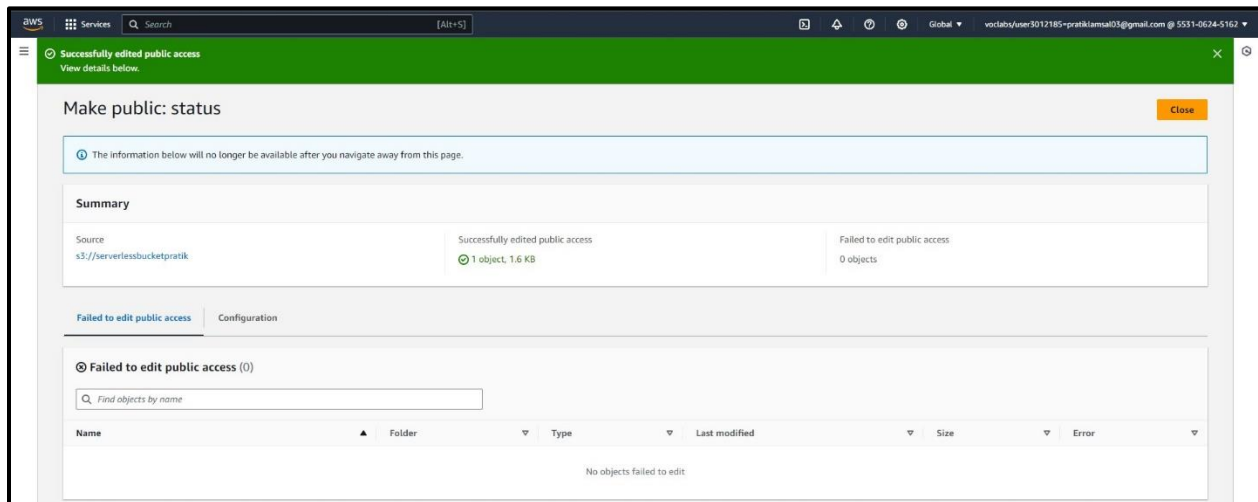 aws Services Search [Alt+S] Global voclabs/user3012185=pratiklamsal03@gmail.com @ 5531-0624-5162
Successfully edited public access
View details below.
Make public: status
Close
The information below will no longer be available after you navigate away from this page.
Summary
Source Successfully edited public access Failed to edit public access
s3://serverlessbucketpratik 1 object, 1.6 KB 0 objects
Failed to edit public access Configuration
Failed to edit public access (0)
Find objects by name
Name Folder Type Last modified Size Error
No objects failed to edit